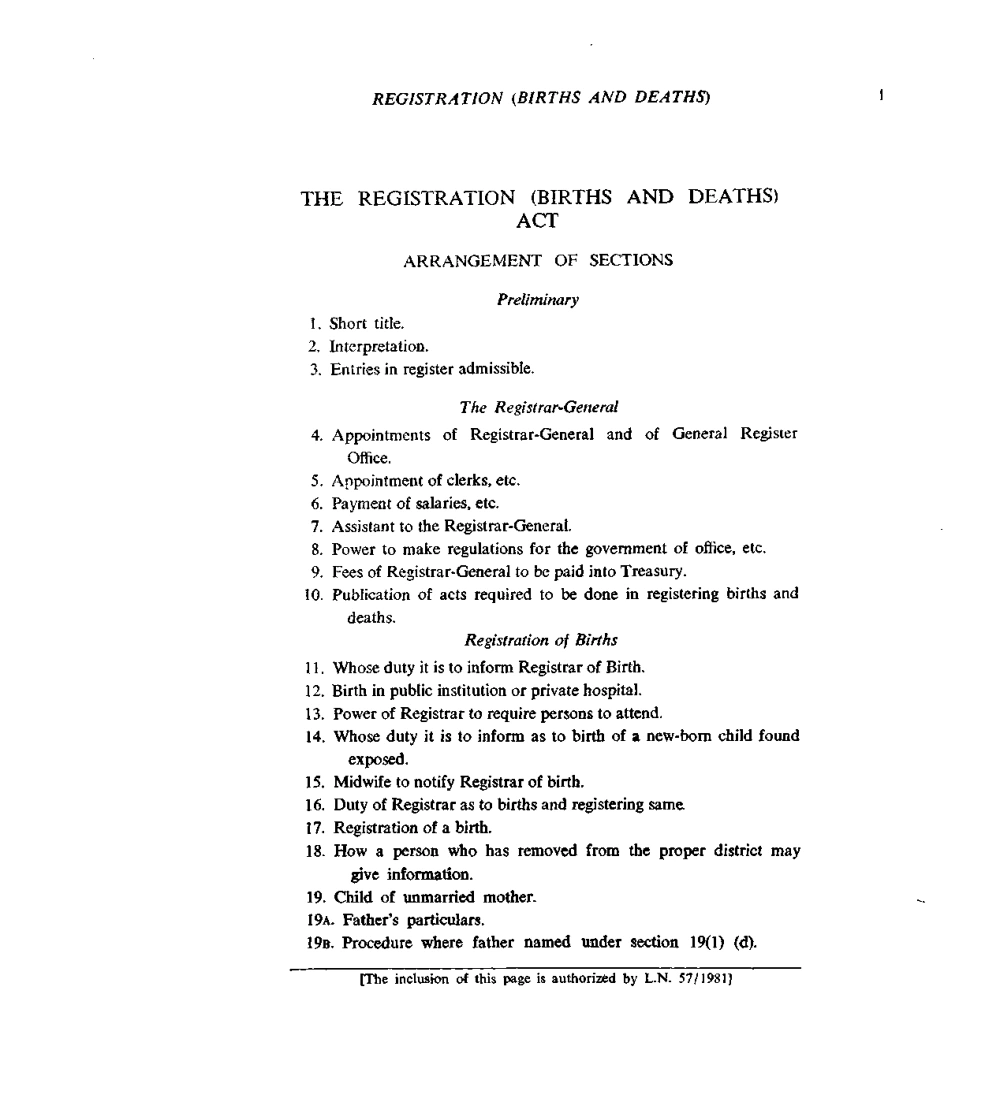 REGISTRATION (BIRTHS AND DEATHS)
1
THE REGISTRATION (BIRTHS AND DEATHS)
ACT
ARRANGEMENT OF SECTIONS
Preliminary
1. Short title.
2. Interpretation.
3. Entries in register admissible.
The Registrar-General
4. Appointments of Registrar-General and of General Register
Office.
5. Appointment of clerks, etc.
6. Payment of salaries, etc.
7. Assistant to the Registrar-General.
8. Power to make regulations for the government of office, etc.
9. Fees of Registrar-General to be paid into Treasury.
10. Publication of acts required to be done in registering births and
deaths.
Registration of Births
11. Whose duty it is to inform Registrar of Birth.
12. Birth in public institution or private hospital.
13. Power of Registrar to require persons to attend.
14. Whose duty it is to inform as to birth of a new-born child found
exposed.
15. Midwife to notify Registrar of birth.
16. Duty of Registrar as to births and registering same.
17. Registration of a birth.
18. How a person who has removed from the proper district may
give information.
19. Child of unmarried mother.
19A. Father's particulars.
19B. Procedure where father named under section 19(1) (d).
[The inclusion of this page is authorized by L.N. 57/1981]